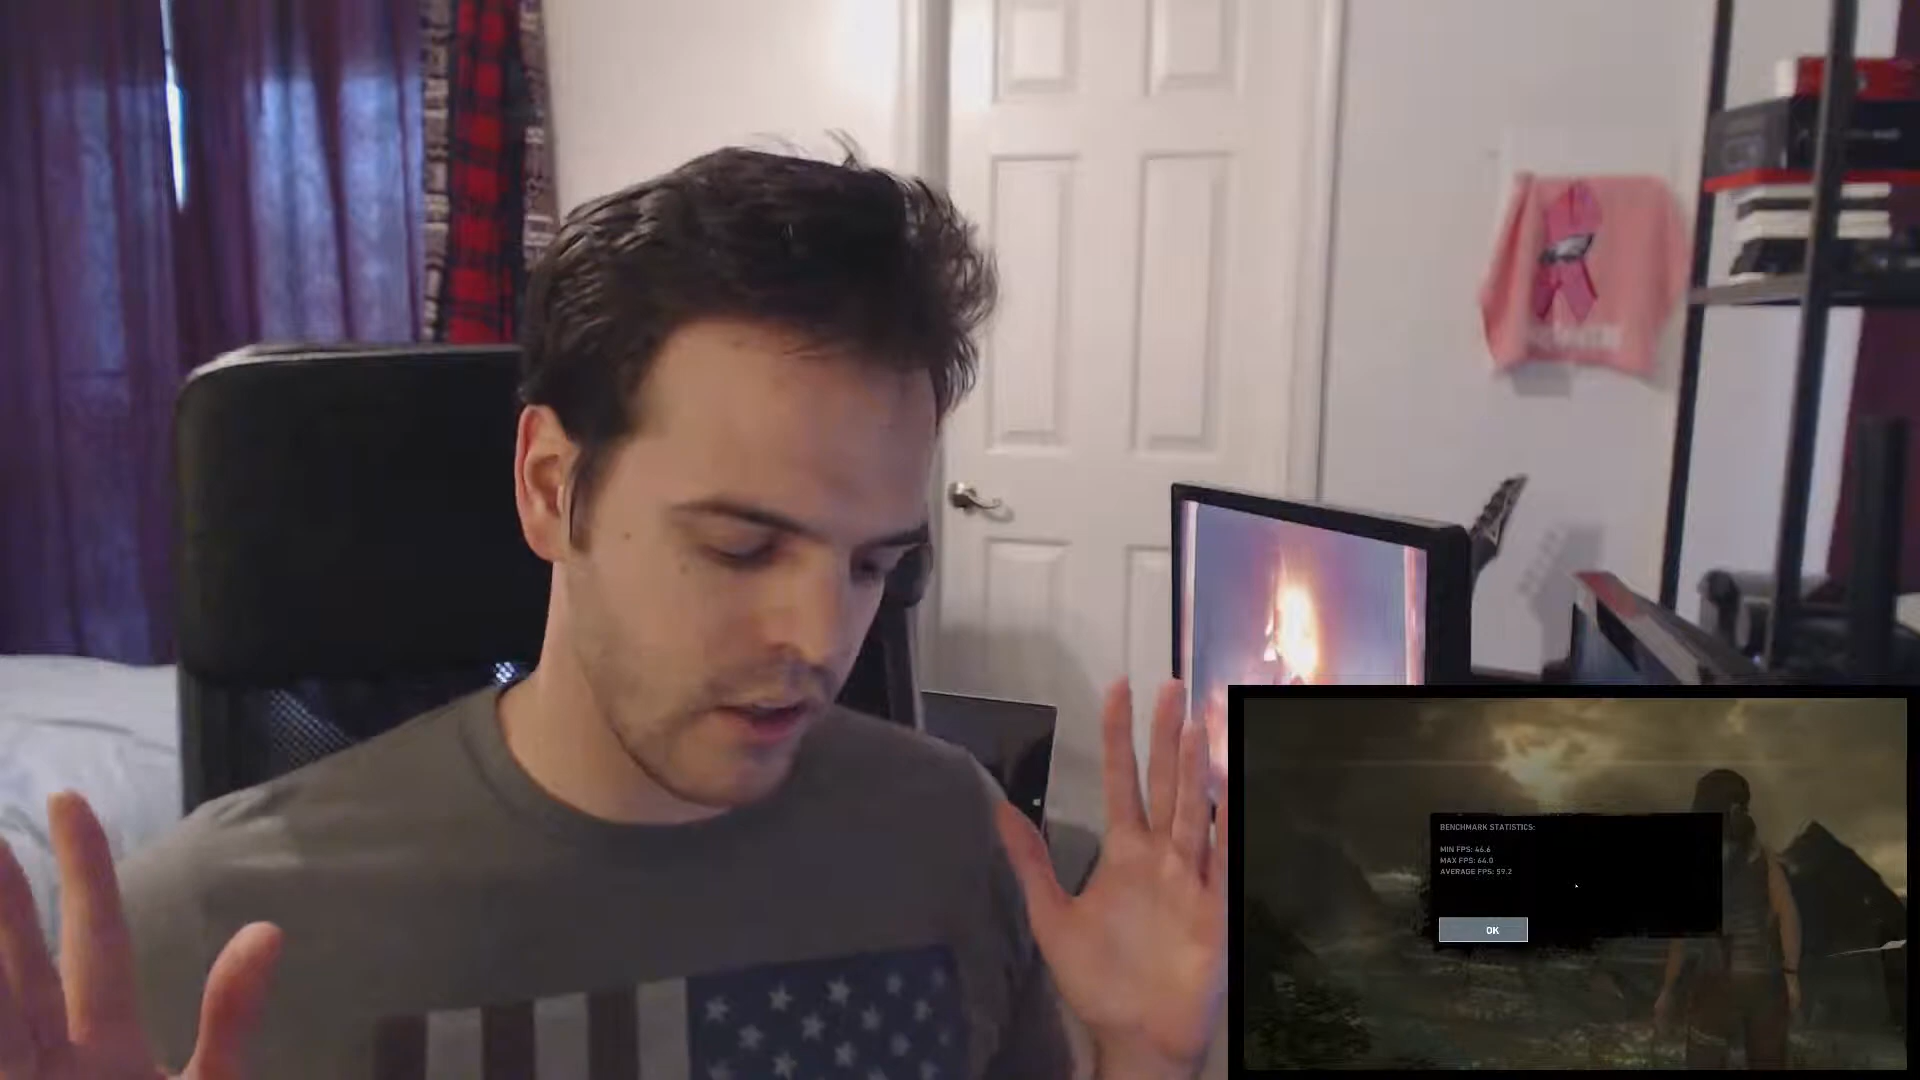 BENCHMARK STATISTICS:
MIN FPS: 46.6
MAX FPS: 64.0
AVERAGE FPS: 59.2
OK